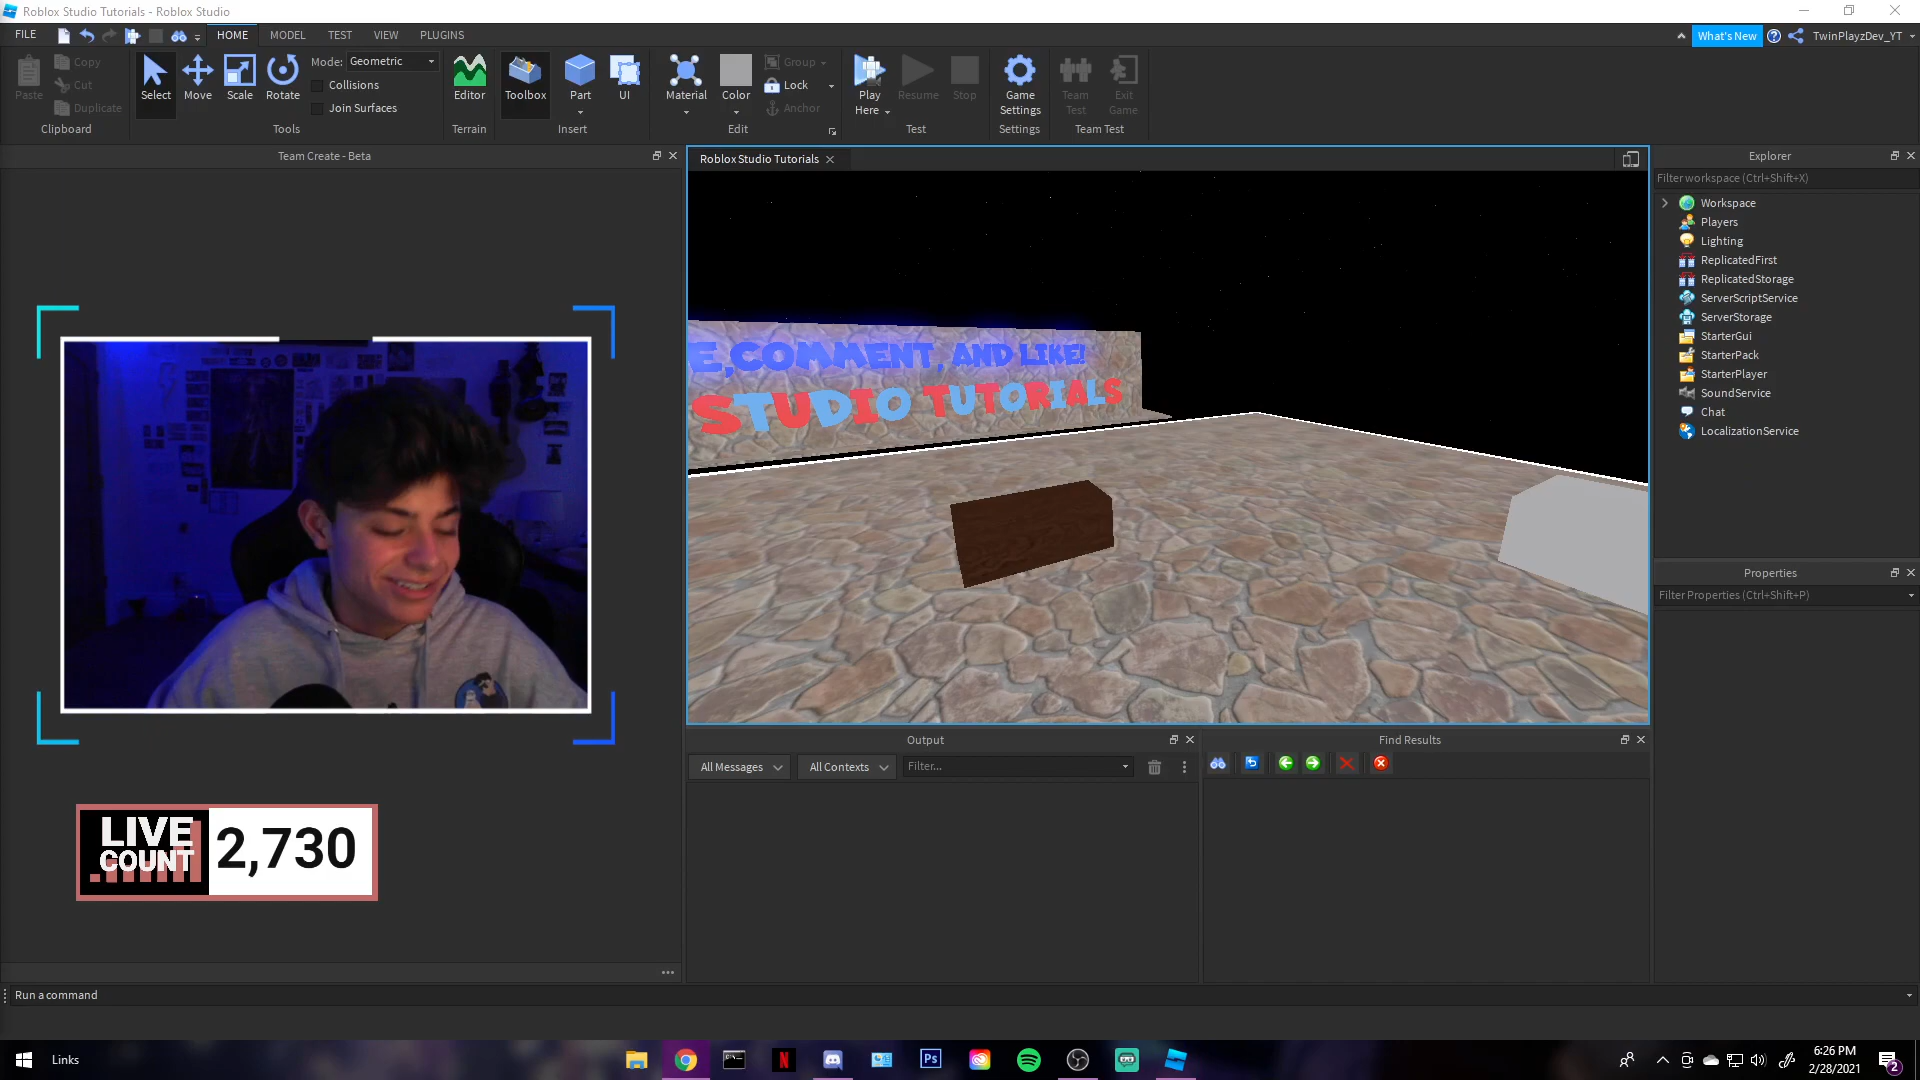 Roblox Studio Tutorials - Roblox Studio
FILE
HOME
MODEL
TEST
VIEW
PLUGINS
What's New
TwinPlayzDev_YT
Paste
Copy
Cut
Duplicate
Clipboard
Select
Move
Scale
Rotate
Mode: Geometric
Collisions
Join Surfaces
Tools
Editor
Terrain
Toolbox
Part
UI
Insert
Material
Color
Group
Lock
Anchor
Edit
Play
Here
Resume
Stop
Test
Game
Settings
Settings
Team
Test
Exit
Game
Team Test
Team Create - Beta
Roblox Studio Tutorials
E,COMMENT, AND LIKE!
STUDIO TUTORIALS
Explorer
Filter workspace (Ctrl+Shift+X)
Workspace
Players
Lighting
ReplicatedFirst
ReplicatedStorage
ServerScriptService
ServerStorage
StarterGui
StarterPack
StarterPlayer
SoundService
Chat
LocalizationService
Properties
Filter Properties (Ctrl+Shift+P)
LIVE
COUNT
2,730
Output
All Messages
All Contexts
Filter...
Find Results
Run a command
Links
N
Ps
6:26 PM
2/28/2021
2